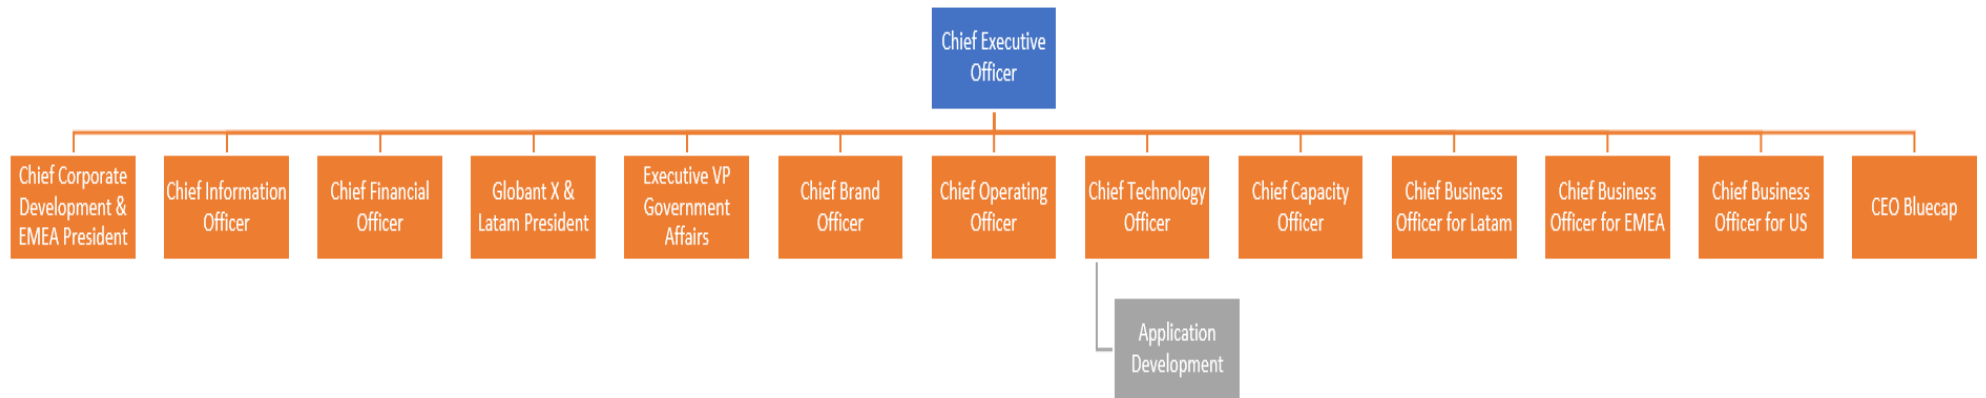 Chief Executive
Officer
Chief Corporate
Development &
EMEA President
Chief Information
Officer
Chief Financial
Officer
Globant X &
Latam President
Executive VP
Government
Affairs
Chief Brand
Officer
Chief Operating
Officer
Chief Technology
Officer
Chief Capacity
Officer
Chief Business
Officer for Latam
Chief Business
Officer for EMEA
Chief Business
Officer for US
CEO Bluecap
Application
Development